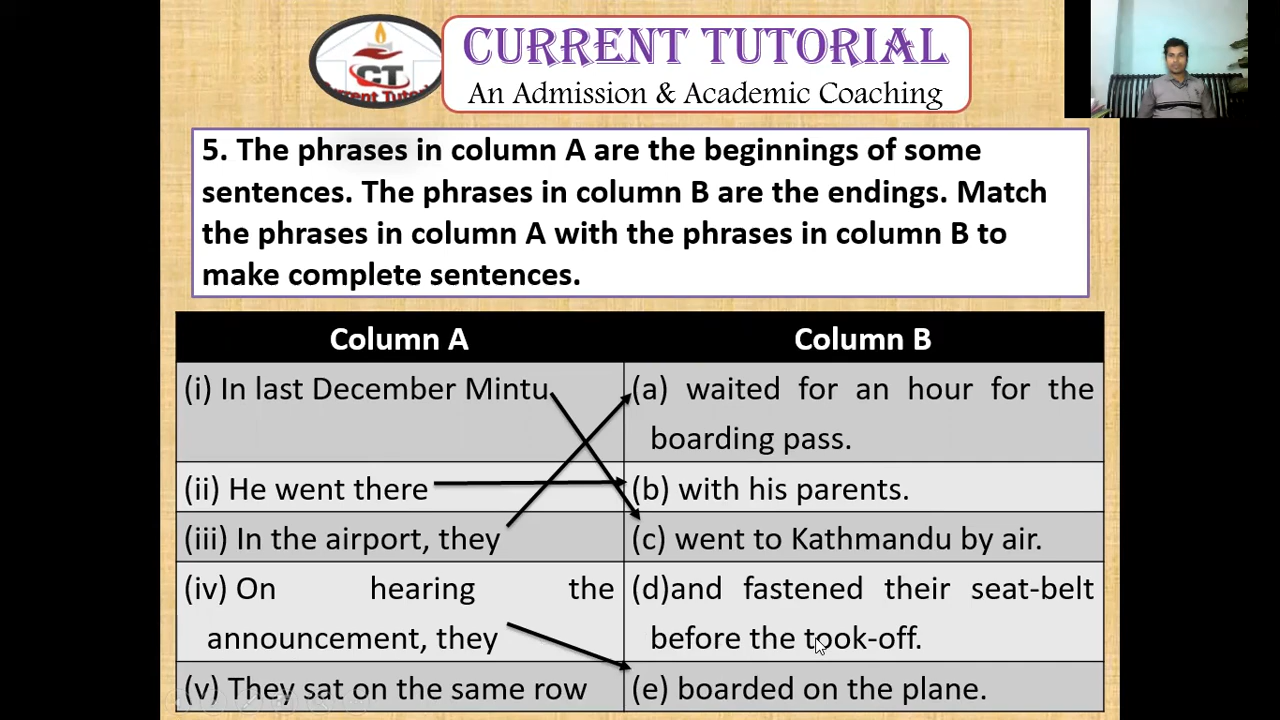 CT
CURRENT TUTORIAL
An Admission & Academic Coaching
5. The phrases in column A are the beginnings of some
sentences. The phrases in column B are the endings. Match
the phrases in column A with the phrases in column B to
make complete sentences.
Column A
Column B
(i) In last December Mintu
(a) waited for an hour for the
boarding pass.
(ii) He went there
(b) with his parents.
(iii) In the airport, they
(c) went to Kathmandu by air.
(iv) On hearing the
announcement, they
(d)and fastened their seat-belt
before the took-off.
(v) They sat on the same row
(e) boarded on the plane.